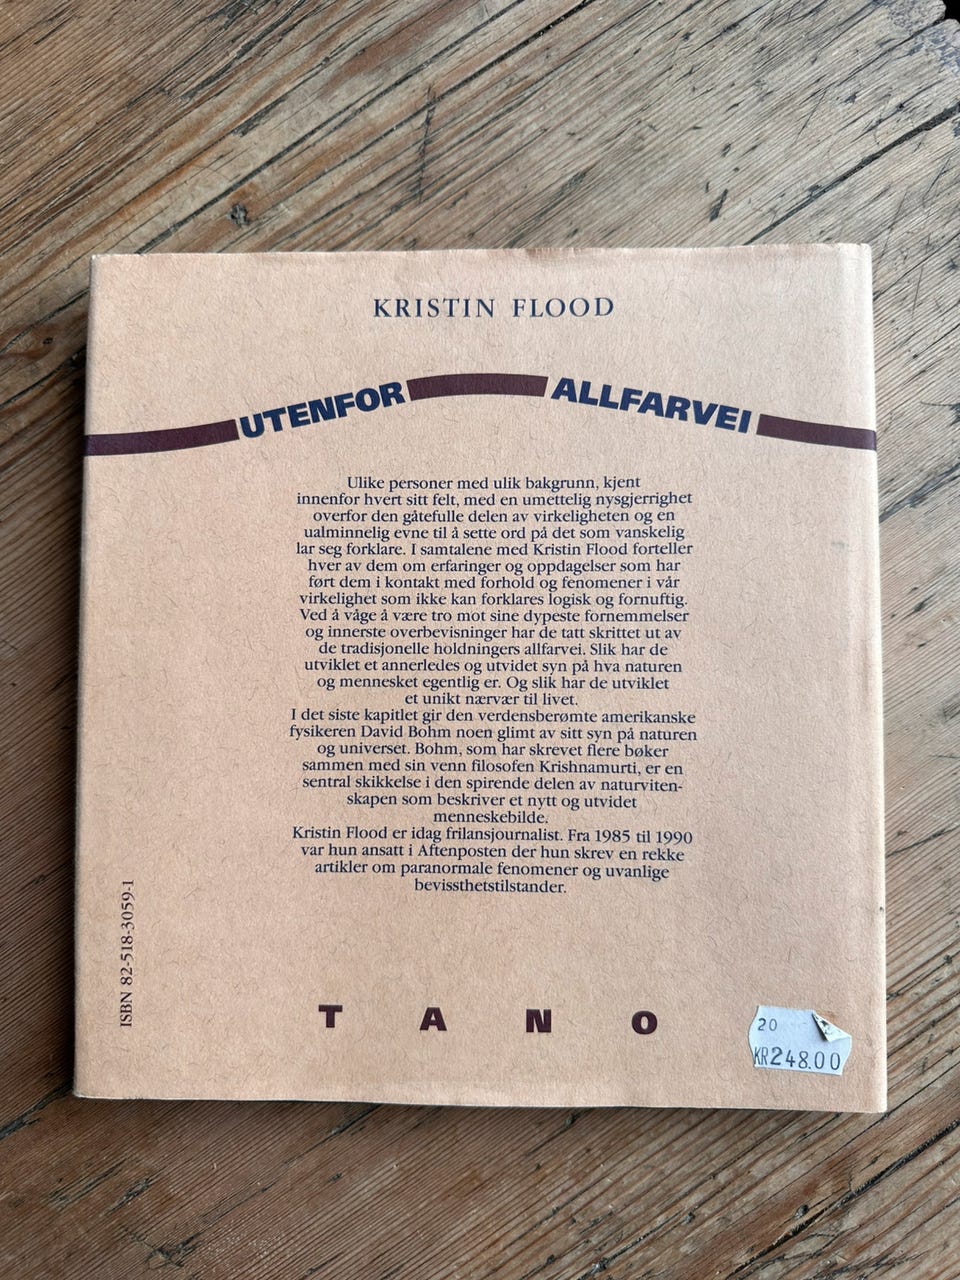 KRISTIN FLOOD
UTENFOR ALLFARVEI
Ulike personer med ulik bakgrunn, kjent
innenfor hvert sitt felt, med en umettelig nysgjerrighet
overfor den gåtefulle delen av virkeligheten og en
ualminnelig evne til å sette ord på det som vanskelig
lar seg forklare. I samtalene med Kristin Flood forteller
hver av dem om erfaringer og oppdagelser som har
ført dem i kontakt med forhold og fenomener i vår
virkelighet som ikke kan forklares logisk og fornuftig.
Ved å våge å være tro mot sine dypeste fornemmelser
og innerste overbevisninger har de tatt skrittet ut av
de tradisjonelle holdningers allfarvei. Slik har de
utviklet et annerledes og utvidet syn på hva naturen
og mennesket egentlig er. Og slik har de utviklet
et unikt nærvær til livet.
I det siste kapitlet gir den verdensberømte amerikanske
fysikeren David Bohm noen glimt av sitt syn på naturen
og universet. Bohm, som har skrevet flere bøker
sammen med sin venn filosofen Krishnamurti, er en
sentral skikkelse i den spirende delen av naturviten-
skapen som beskriver et nytt og utvidet
menneskebilde.
Kristin Flood er idag frilansjournalist. Fra 1985 til 1990
var hun ansatt i Aftenposten der hun skrev en rekke
artikler om paranormale fenomener og uvanlige
bevissthetstilstander.
ISBN 82-518-3059-1
TANO
20
KR248.00